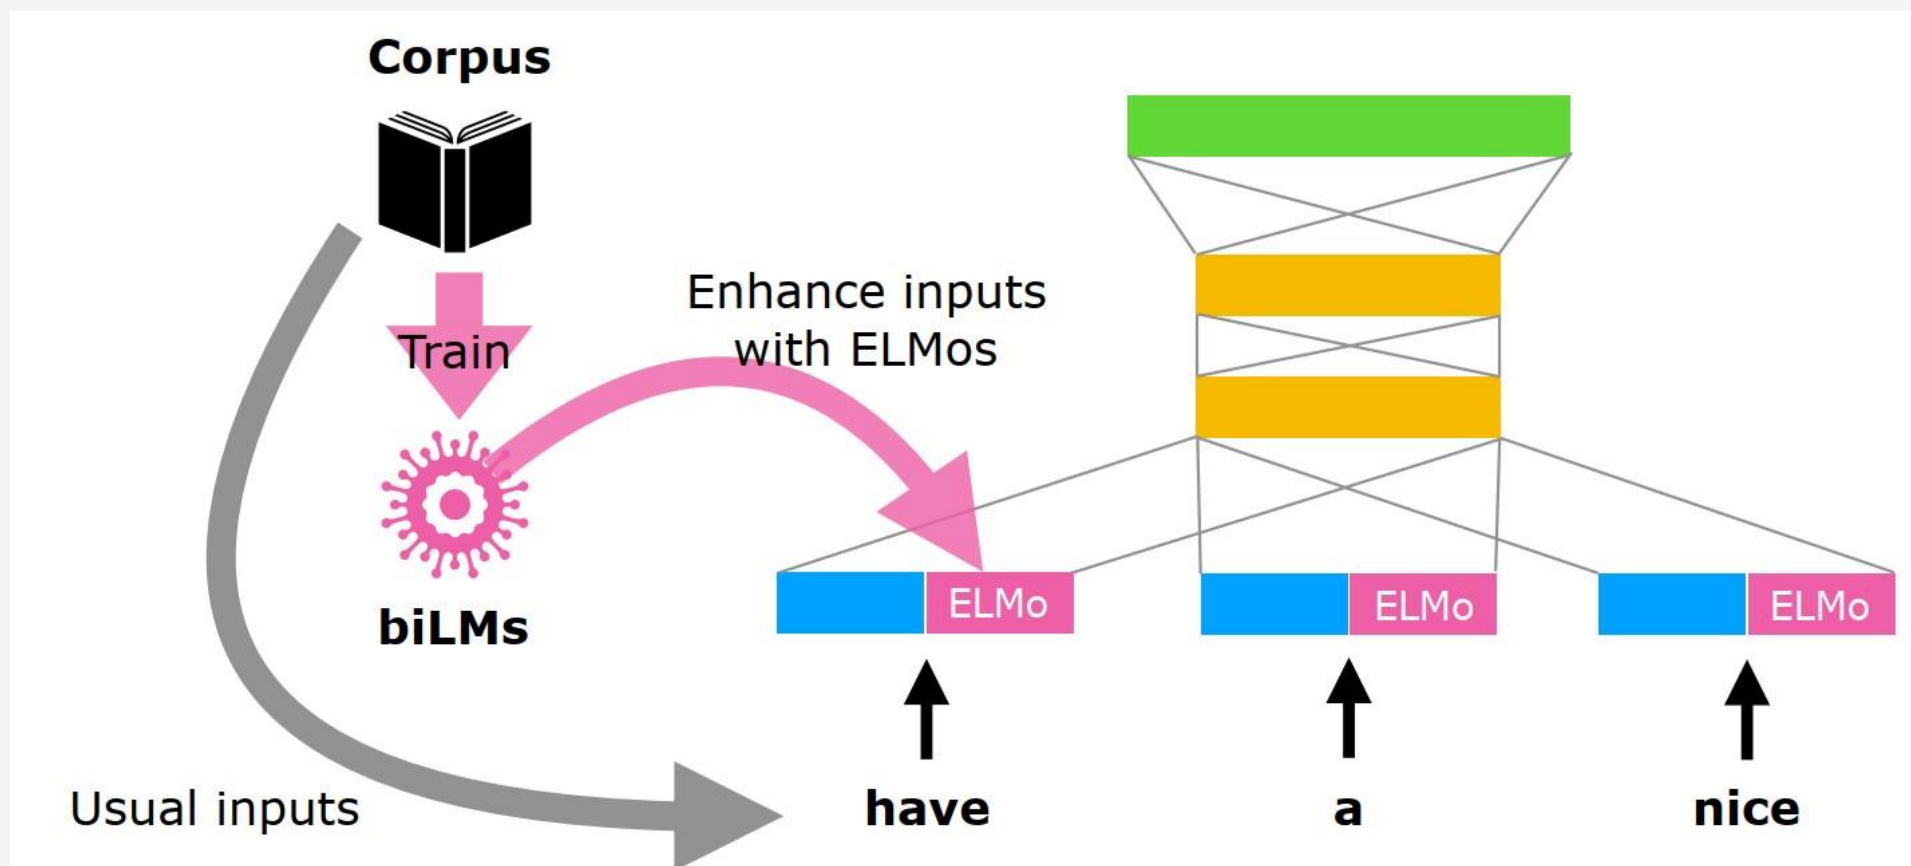 Corpus
Train
Enhance inputs
with ELMos
biLMs
ELMo
ELMo
ELMo
Usual inputs
have
a
nice